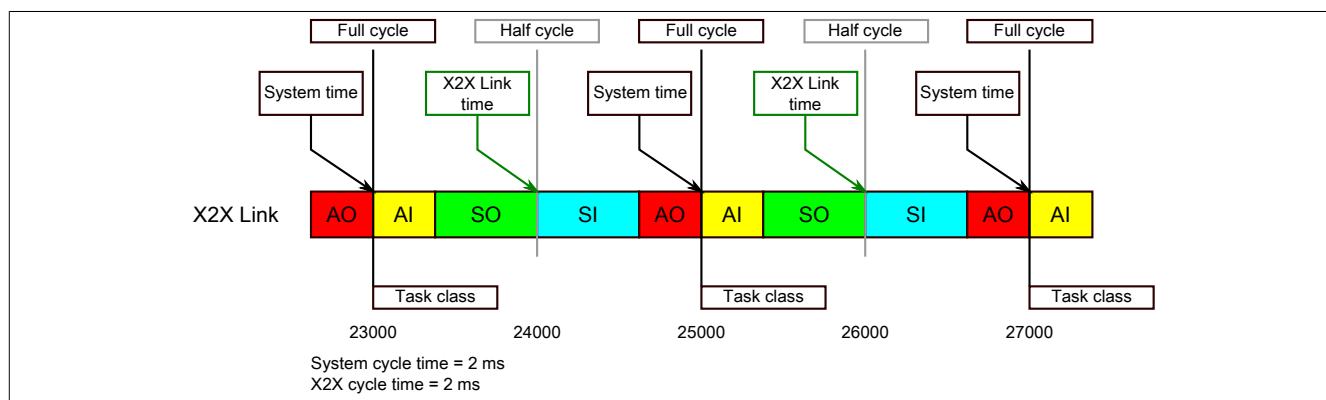 Full cycle
Half cycle
Full cycle
Half cycle
Full cycle
System time
X2X Link
time
System time
X2X Link
time
System time
X2X Link
AO
AI
SO
SI
AO
AI
SO
SI
AO
AI
Task class
Task class
Task class
23000
24000
25000
26000
27000
System cycle time = 2 ms
X2X cycle time = 2 ms